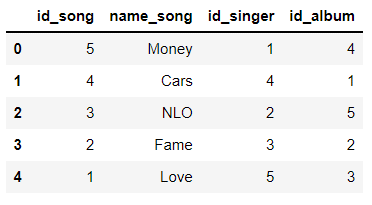 id_song name_song id_singer id_album
0 5 Money 1 4
1 4 Cars 4 1
2 3 NLO 2 5
3 2 Fame 3 2
4 1 Love 5 3